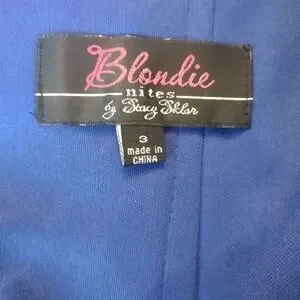 Blondie
nites
by Stacy Sklar
3
made in
CHINA